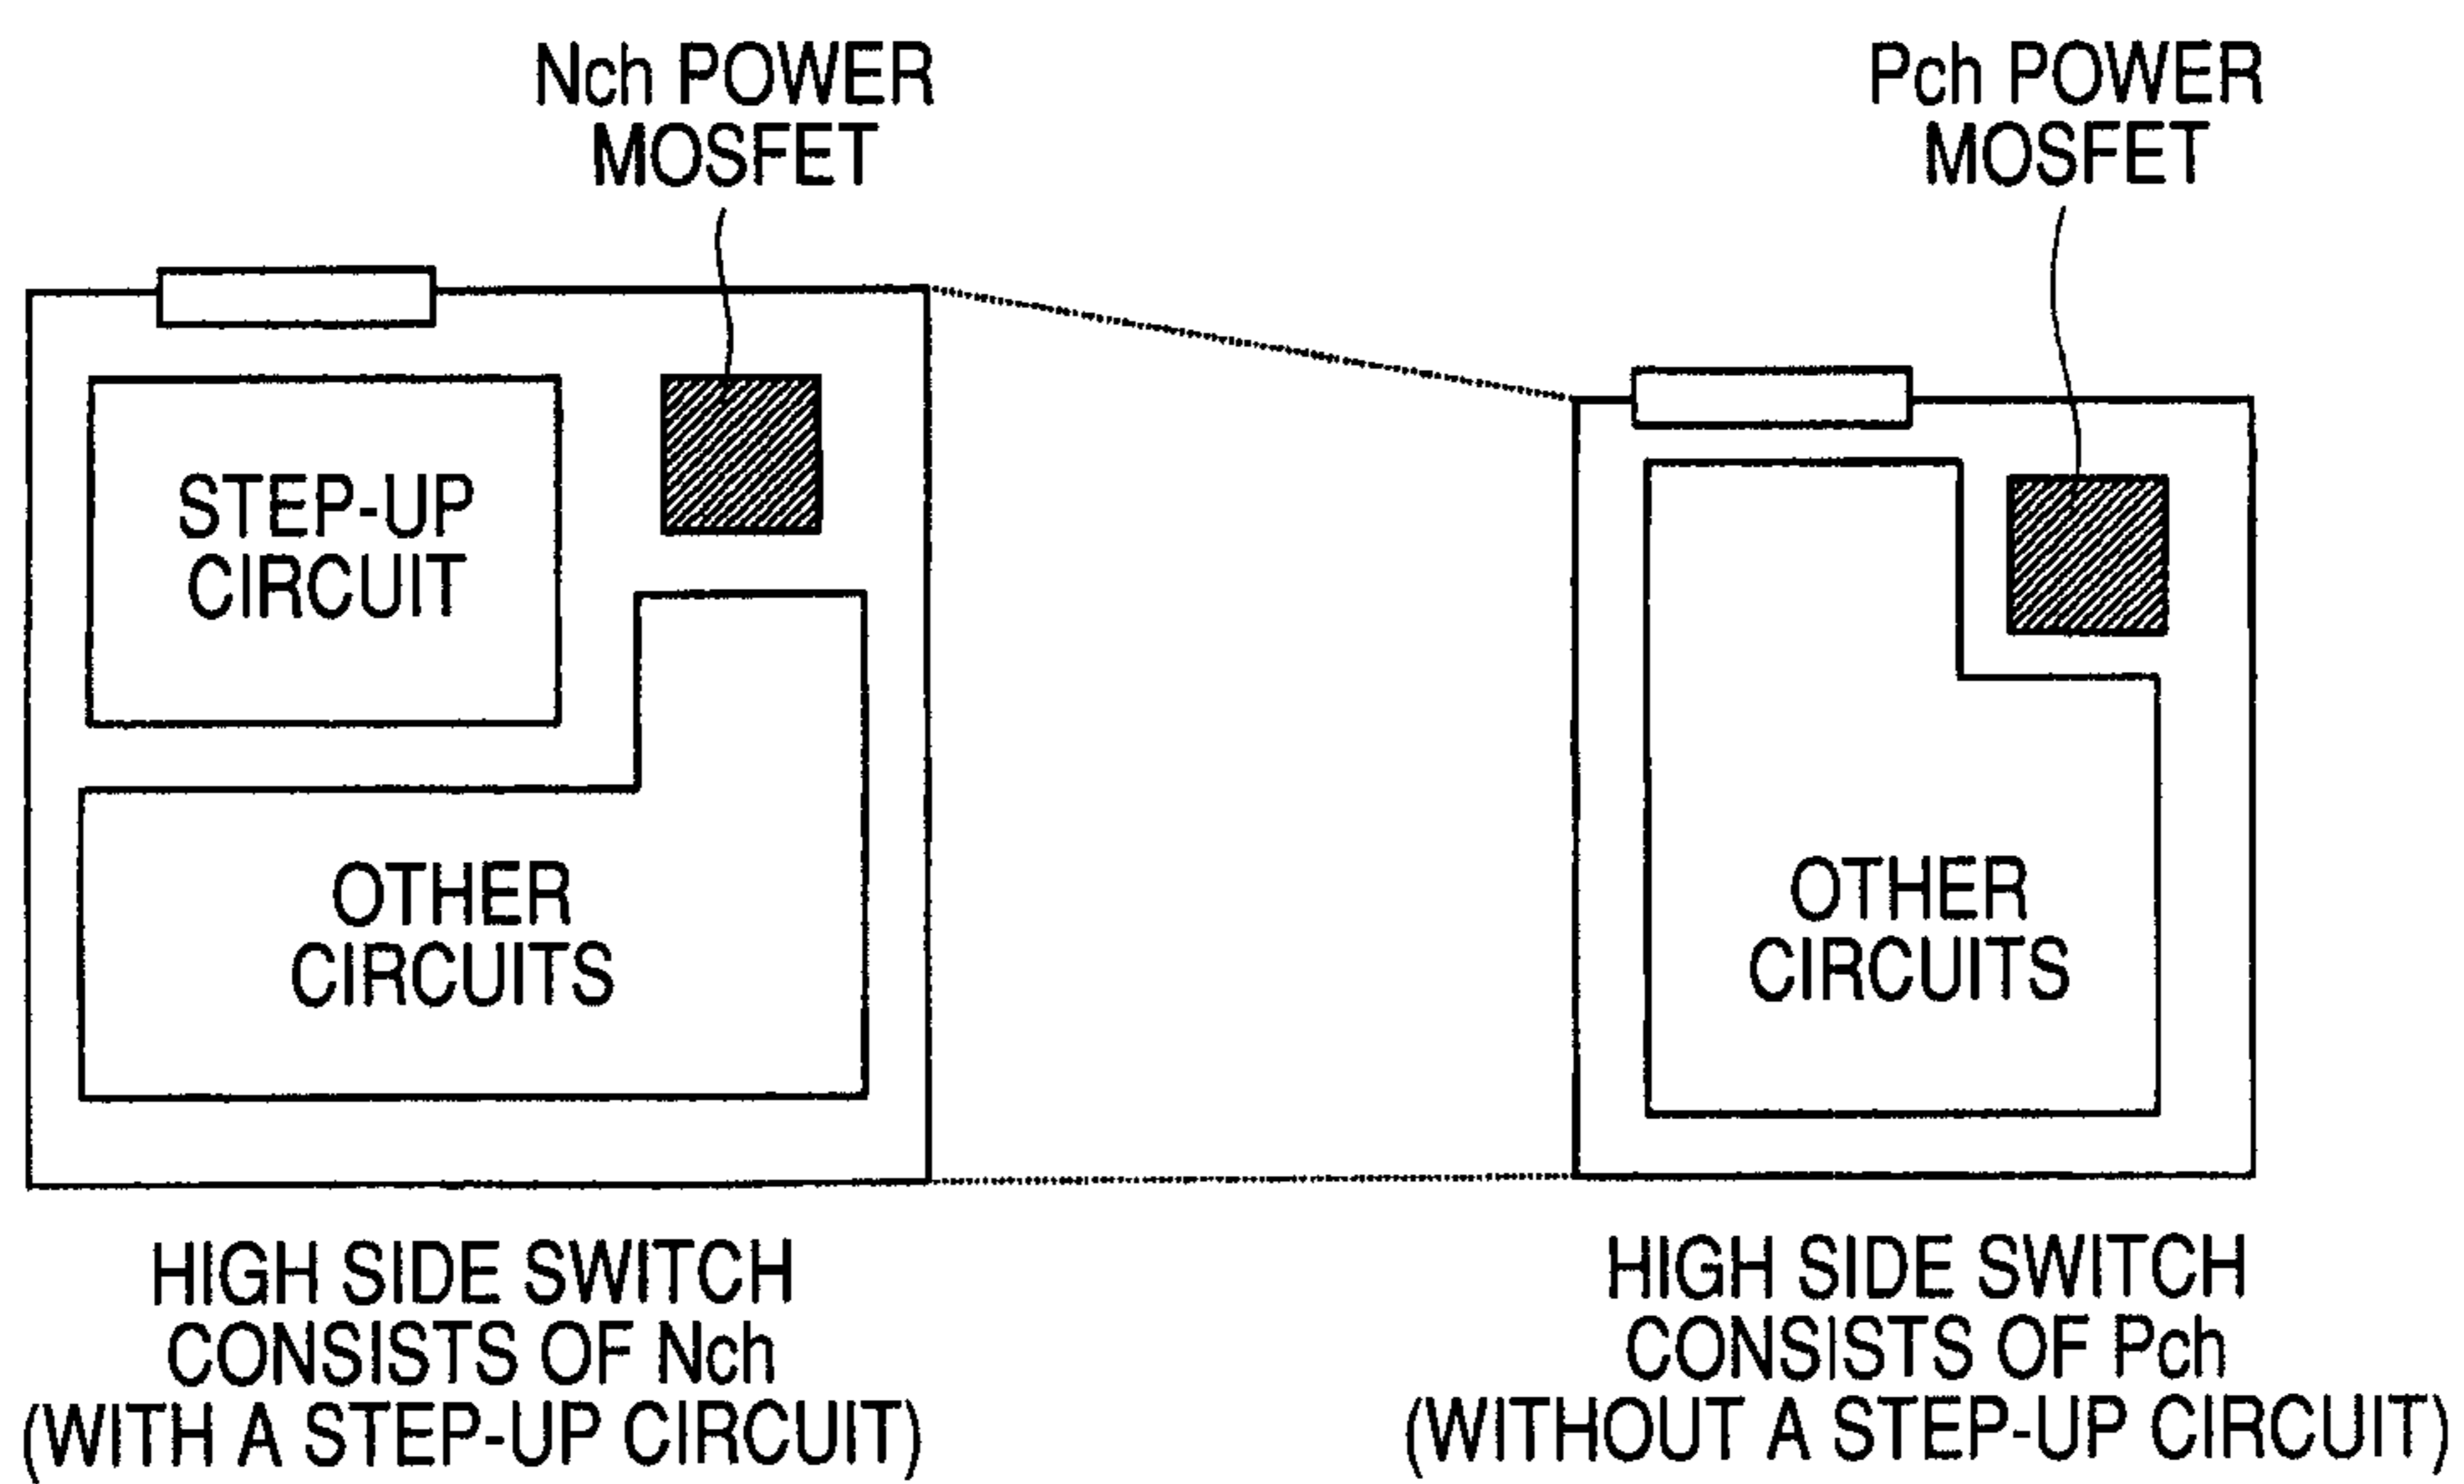 Nch POWER
MOSFET
Pch POWER
MOSFET
STEP-UP
CIRCUIT
OTHER
CIRCUITS
OTHER
CIRCUITS
HIGH SIDE SWITCH
CONSISTS OF Nch
(WITH A STEP-UP CIRCUIT)
HIGH SIDE SWITCH
CONSISTS OF Pch
(WITHOUT A STEP-UP CIRCUIT)